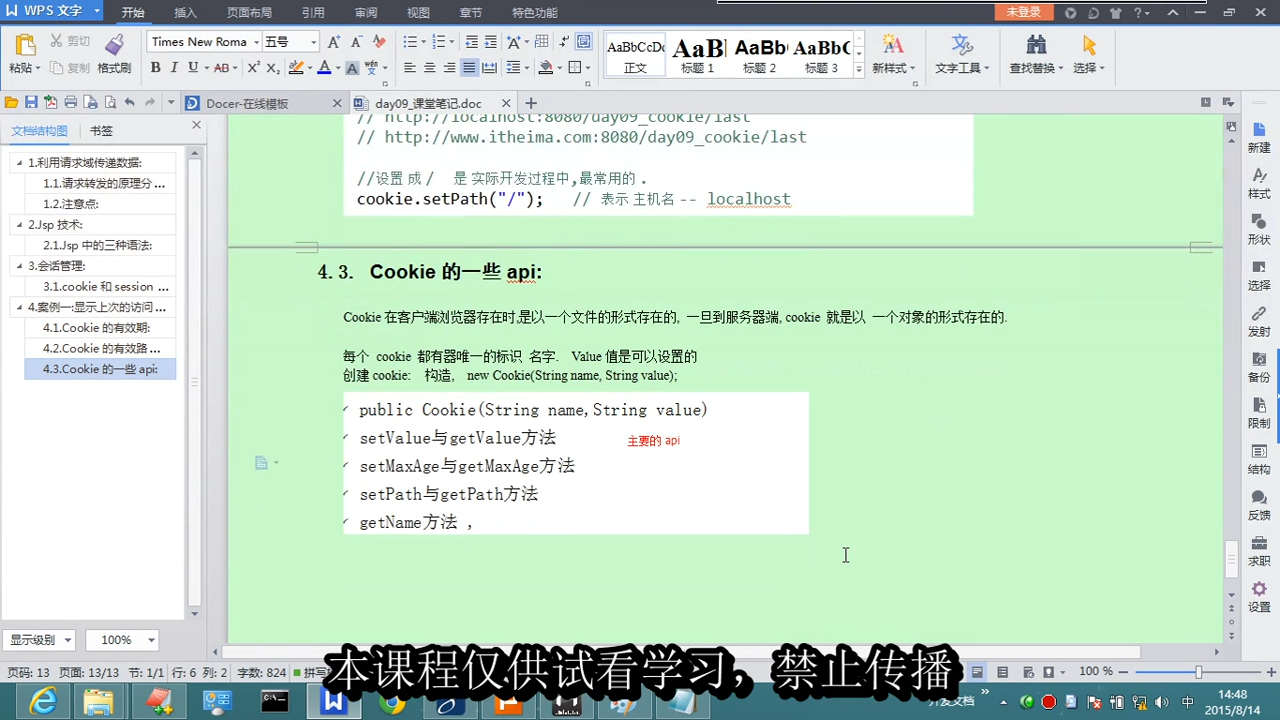 WPS 文字
开始
插入
页面布局
引用
审阅
视图
章节
特色功能
未登录
粘贴
剪切
复制
格式刷
Times New Roma
五号
AaBbCcDc
正文
AaBl
标题 1
AaBb
标题 2
AaBbC
标题 3
新样式
文字工具
查找替换
选择
Docer-在线模板
day09_课堂笔记.doc
文档结构图
书签
1.利用请求域传递数据:
1.1.请求转发的原理分 ...
1.2.注意点:
2.Jsp 技术:
2.1.Jsp 中的三种语法:
3.会话管理:
3.1.cookie 和 session ...
4.案例一:显示上次的访问 ...
4.1.Cookie 的有效期:
4.2.Cookie 的有效路 ...
4.3.Cookie 的一些 api:
显示级别
100%
// http://localhost:8080/day09_cookie/last
// http://www.itheima.com:8080/day09_cookie/last
//设置 成 / 是 实际开发过程中,最常用的 .
cookie.setPath("/"); // 表示 主机名 -- localhost
4.3. Cookie 的一些 api:
Cookie 在客户端浏览器存在时,是以一个文件的形式存在的, 一旦到服务器端, cookie 就是以 一个对象的形式存在的.
每个 cookie 都有器唯一的标识 名字. Value 值是可以设置的
创建 cookie: 构造, new Cookie(String name, String value);
✓ public Cookie(String name,String value)
✓ setValue与getValue方法
主要的 api
✓ setMaxAge与getMaxAge方法
✓ setPath与getPath方法
✓ getName方法 ,
新建
样式
形状
选择
发射
备份
限制
结构
反馈
求职
设置
本课程仅供试看学习，禁止传播
页码: 13 页面: 13/13 节: 1/1 行: 6 列: 2 字数: 824
100 %
开发文档
14:48
2015/8/14